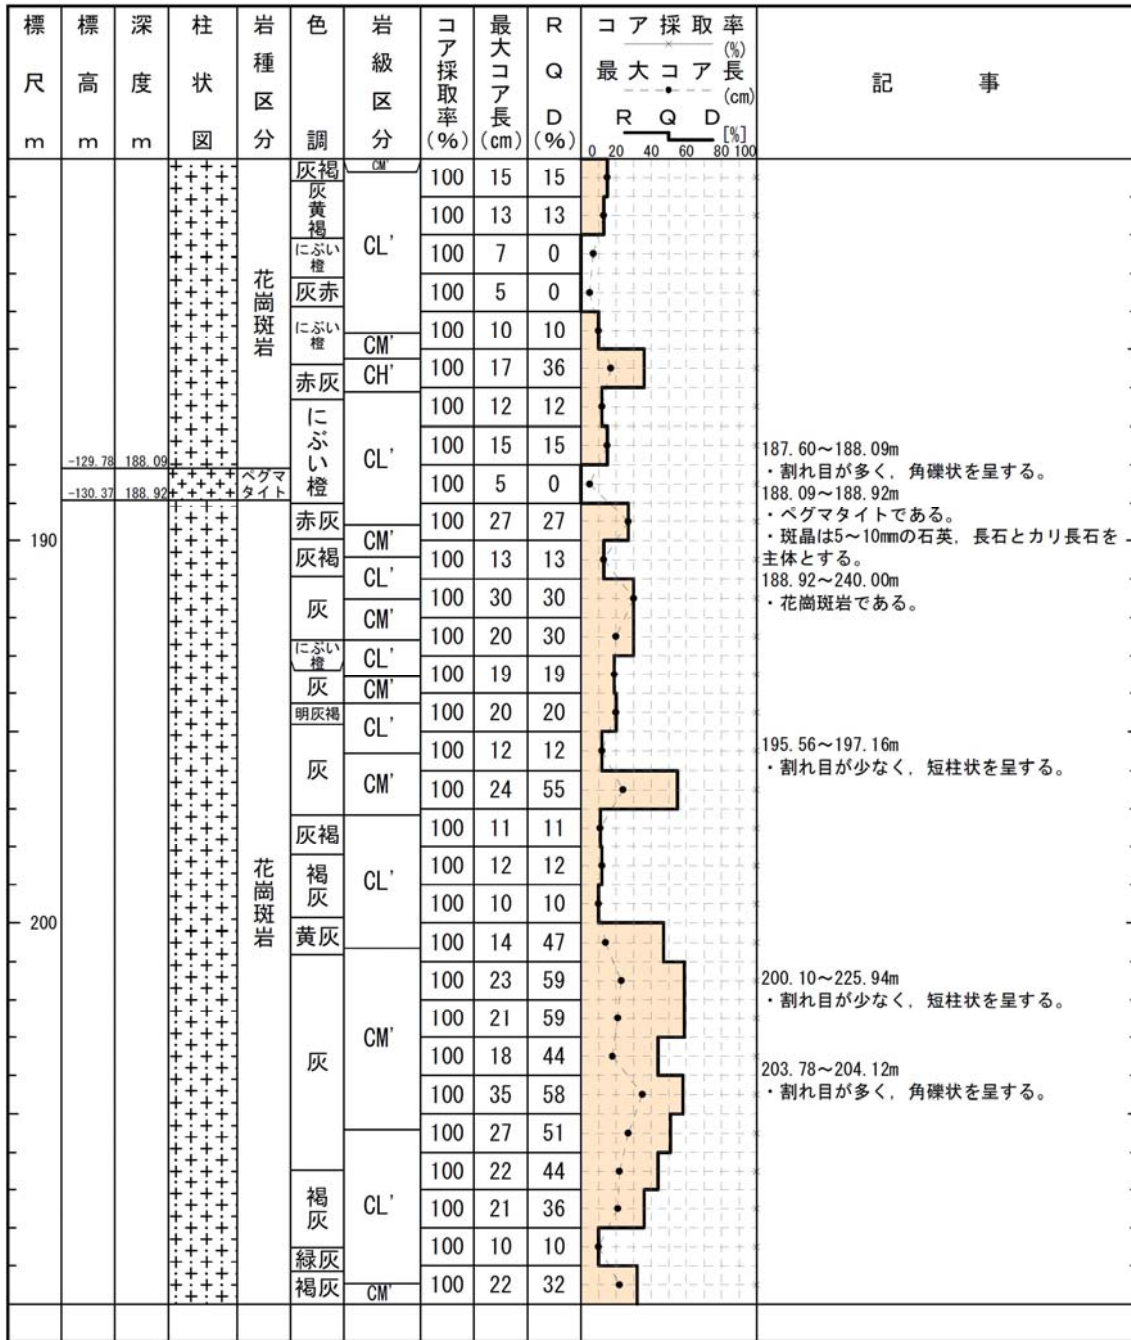 標尺 m
標高 m
深度 m
柱状図
岩種区分
色調
岩級区分
コア採取率(%)
最大コア長(cm)
RQD(%)
コア採取率
(%)
最大コア長
(cm)
RQD
[%]
0 20 40 60 80 100
記事
灰褐
灰黄褐
にぶい橙
灰赤
にぶい橙
赤灰
にぶい橙
赤灰
灰褐
灰
にぶい橙
灰
明灰褐
灰
灰褐
褐灰
黄灰
灰
褐灰
緑灰
褐灰
CM'
CL'
CM'
CH'
CL'
CM'
CL'
CM'
CL'
CM'
CL'
CM'
CL'
CM'
CL'
CM'
花崗斑岩
ペグマタイト
花崗斑岩
-129.78 188.09
-130.37 188.92
190
200
100 15 15
100 13 13
100 7 0
100 5 0
100 10 10
100 17 36
100 12 12
100 15 15
100 5 0
100 27 27
100 13 13
100 30 30
100 20 30
100 19 19
100 20 20
100 12 12
100 24 55
100 11 11
100 12 12
100 10 10
100 14 47
100 23 59
100 21 59
100 18 44
100 35 58
100 27 51
100 22 44
100 21 36
100 10 10
100 22 32
187.60～188.09m
・割れ目が多く，角礫状を呈する。
188.09～188.92m
・ペグマタイトである。
・斑晶は5～10mmの石英，長石とカリ長石を
主体とする。
188.92～240.00m
・花崗斑岩である。
195.56～197.16m
・割れ目が少なく，短柱状を呈する。
200.10～225.94m
・割れ目が少なく，短柱状を呈する。
203.78～204.12m
・割れ目が多く，角礫状を呈する。